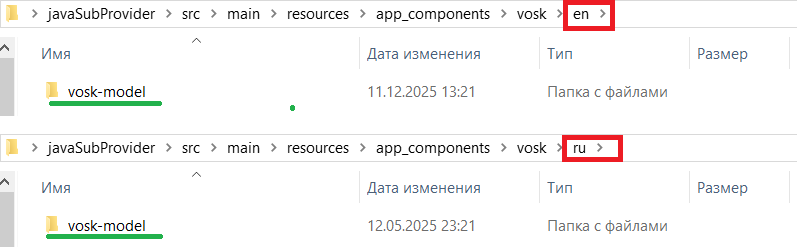 javaSubProvider > src > main > resources > app_components > vosk > en >
Имя Дата изменения Тип Размер
vosk-model 11.12.2025 13:21 Папка с файлами
javaSubProvider > src > main > resources > app_components > vosk > ru >
Имя Дата изменения Тип Размер
vosk-model 12.05.2025 23:21 Папка с файлами